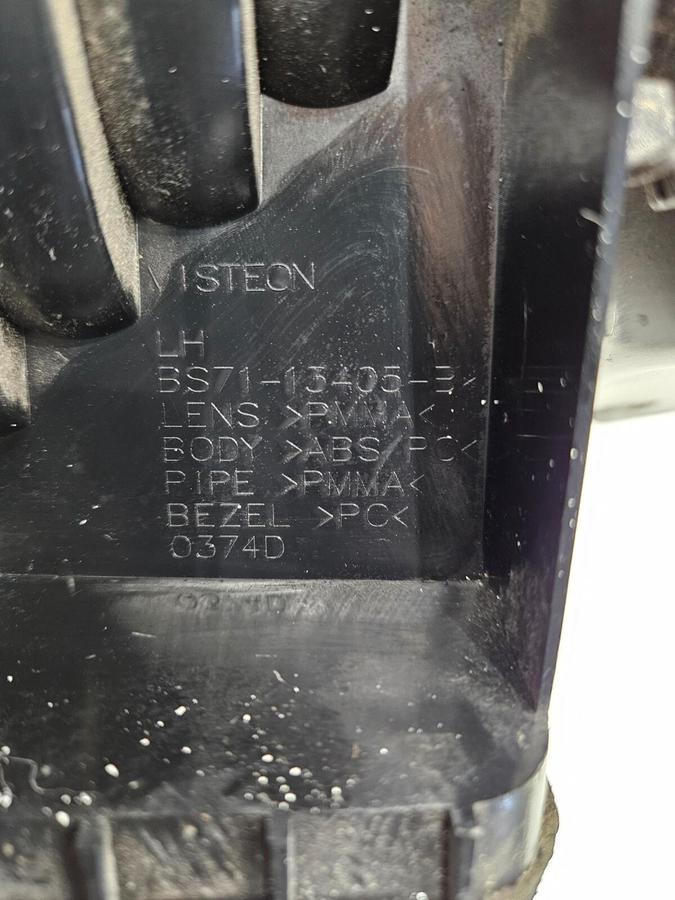 VISTEON
LH
BS71-13405-B
LENS >PMMA<
BODY >ABS/PC<
PIPE >PMMA<
BEZEL >PC<
0374D